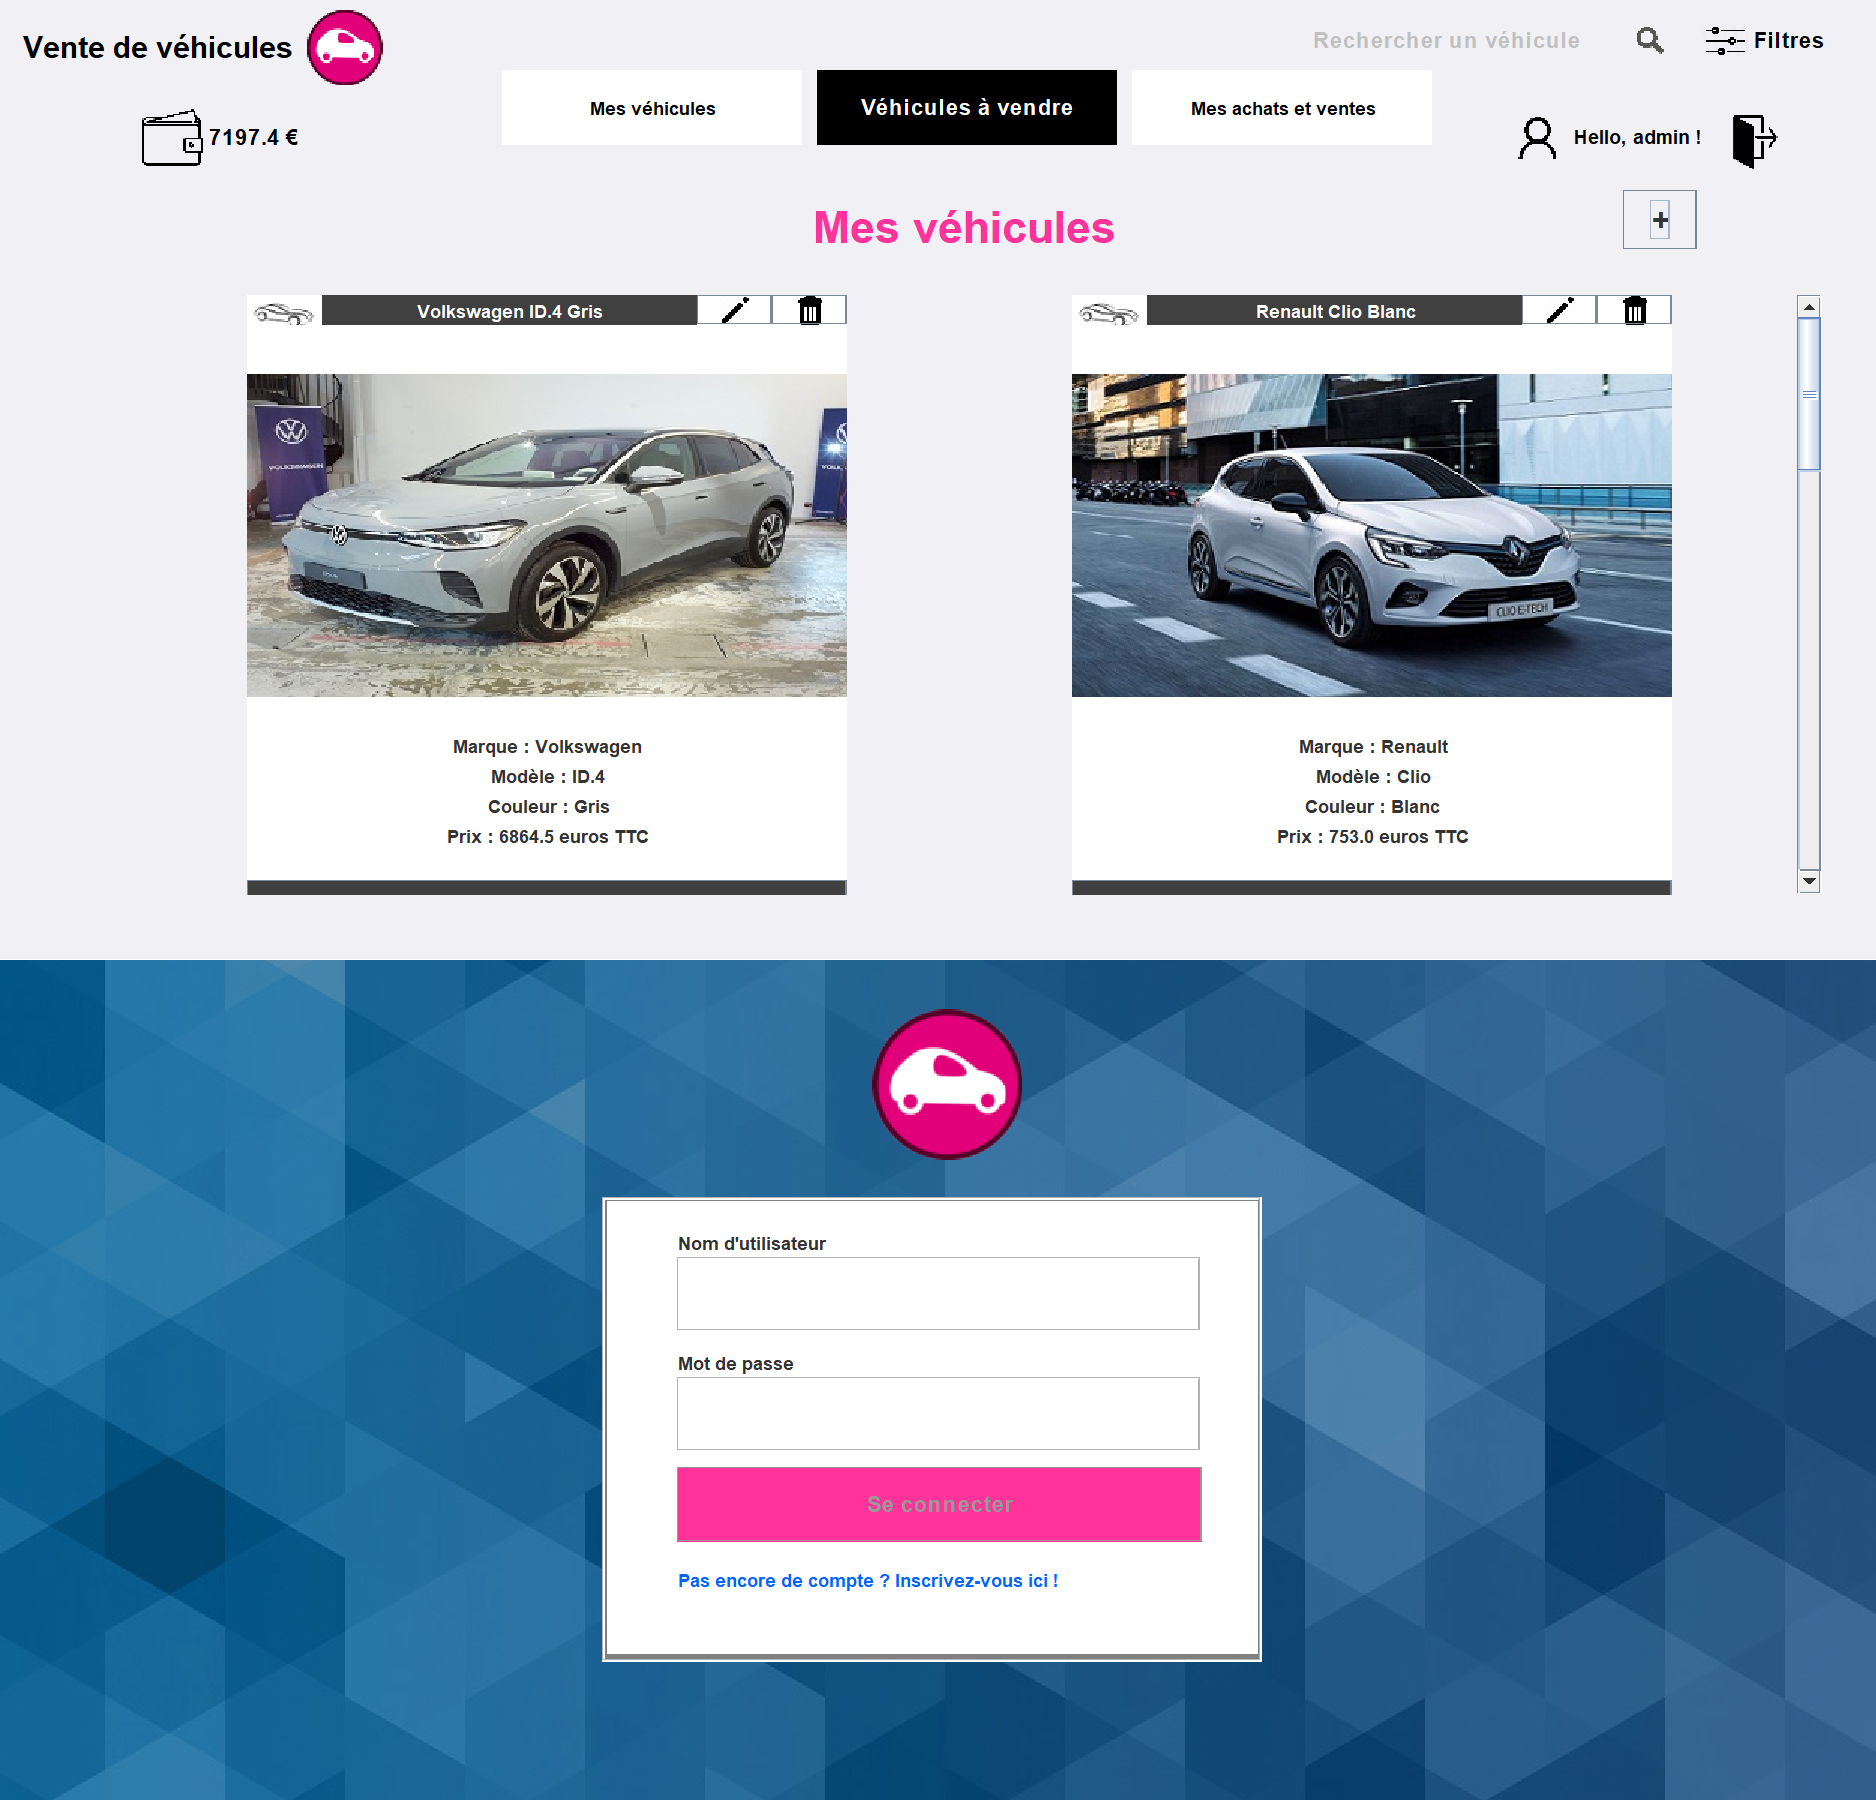 Vente de véhicules
Rechercher un véhicule
Filtres
7197.4 €
Mes véhicules
Véhicules à vendre
Mes achats et ventes
Hello, admin !
Mes véhicules
+
Volkswagen ID.4 Gris
Renault Clio Blanc
VOLKSWAGEN
CLIO E-TECH
Marque : Volkswagen
Modèle : ID.4
Couleur : Gris
Prix : 6864.5 euros TTC
Marque : Renault
Modèle : Clio
Couleur : Blanc
Prix : 753.0 euros TTC
Nom d'utilisateur
Mot de passe
Se connecter
Pas encore de compte ? Inscrivez-vous ici !